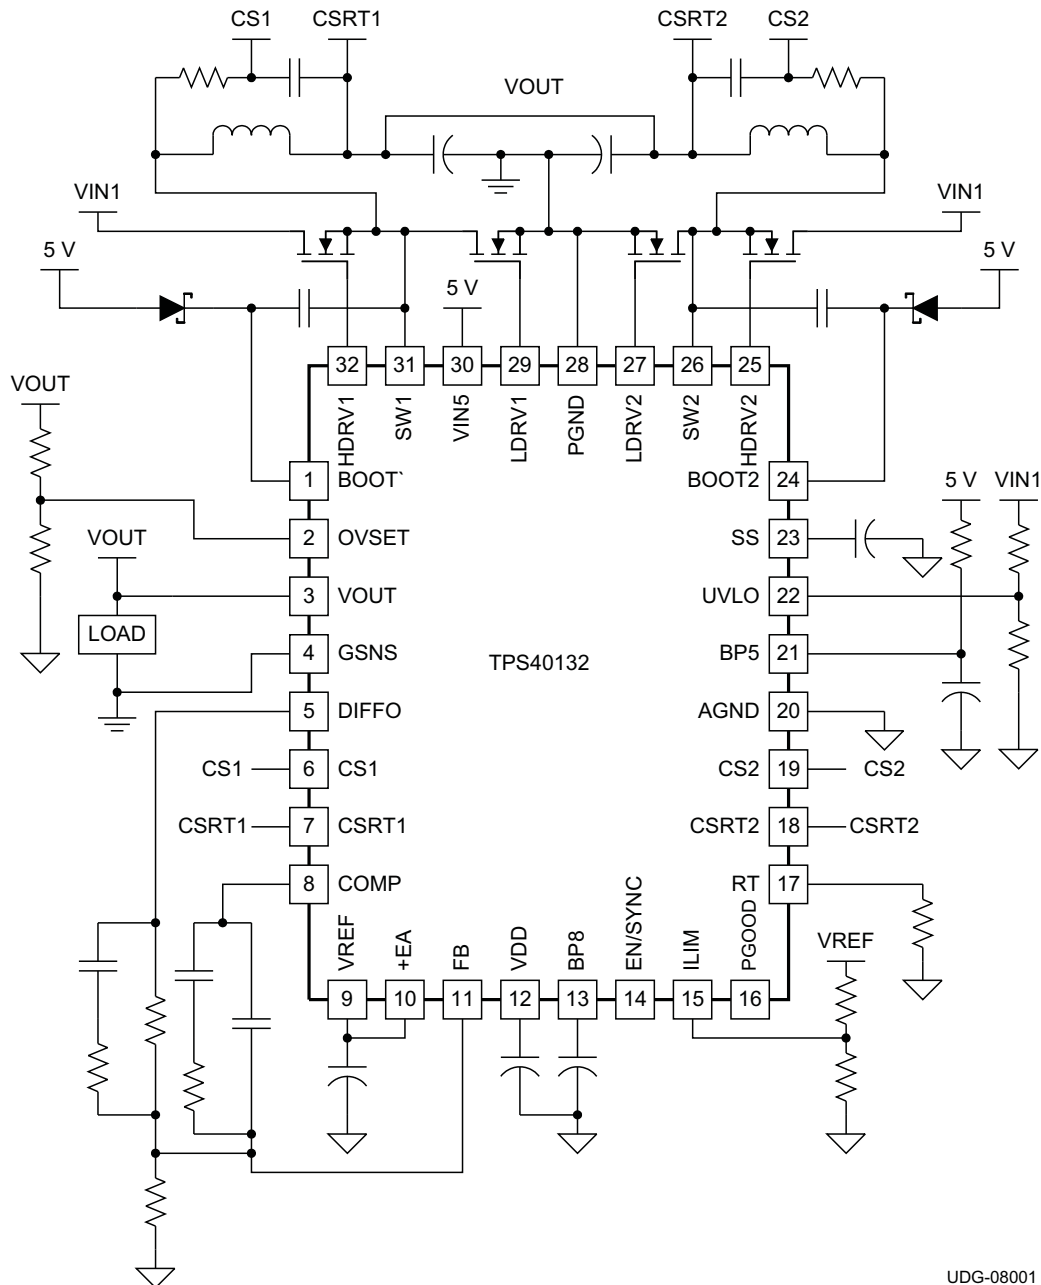 CS1 CSRT1 CSRT2 CS2
VOUT
VIN1 VIN1
5 V 5 V 5 V
32 31 30 29 28 27 26 25
HDRV1 SW1 VIN5 LDRV1 PGND LDRV2 SW2 HDRV2
VOUT
1 BOOT` BOOT2 24
5 V VIN1
2 OVSET SS 23
VOUT
3 VOUT UVLO 22
LOAD
4 GSNS BP5 21
TPS40132
5 DIFFO AGND 20
CS1 6 CS1 CS2 19 CS2
CSRT1 7 CSRT1 CSRT2 18 CSRT2
8 COMP RT 17
VREF +EA FB VDD BP8 EN/SYNC ILIM PGOOD
VREF
9 10 11 12 13 14 15 16
UDG-08001